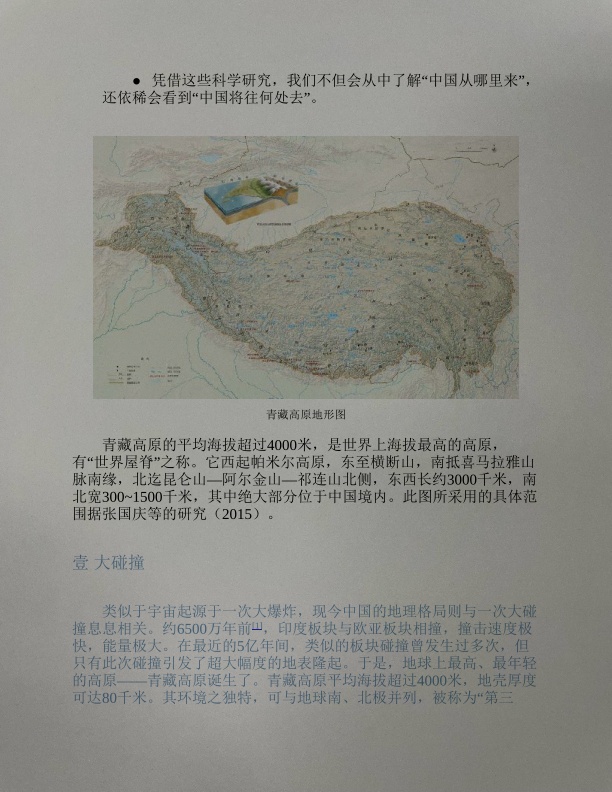 ● 凭借这些科学研究，我们不但会从中了解“中国从哪里来”，
还依稀会看到“中国将往何处去”。
青藏高原地形图
青藏高原的平均海拔超过4000米，是世界上海拔最高的高原，
有“世界屋脊”之称。它西起帕米尔高原，东至横断山，南抵喜马拉雅山
脉南缘，北迄昆仑山—阿尔金山—祁连山北侧，东西长约3000千米，南
北宽300~1500千米，其中绝大部分位于中国境内。此图所采用的具体范
围据张国庆等的研究（2015）。
壹 大碰撞
类似于宇宙起源于一次大爆炸，现今中国的地理格局则与一次大碰
撞息息相关。约6500万年前[1]，印度板块与欧亚板块相撞，撞击速度极
快，能量极大。在最近的5亿年间，类似的板块碰撞曾发生过多次，但
只有此次碰撞引发了超大幅度的地表隆起。于是，地球上最高、最年轻
的高原——青藏高原诞生了。青藏高原平均海拔超过4000米，地壳厚度
可达80千米。其环境之独特，可与地球南、北极并列，被称为“第三